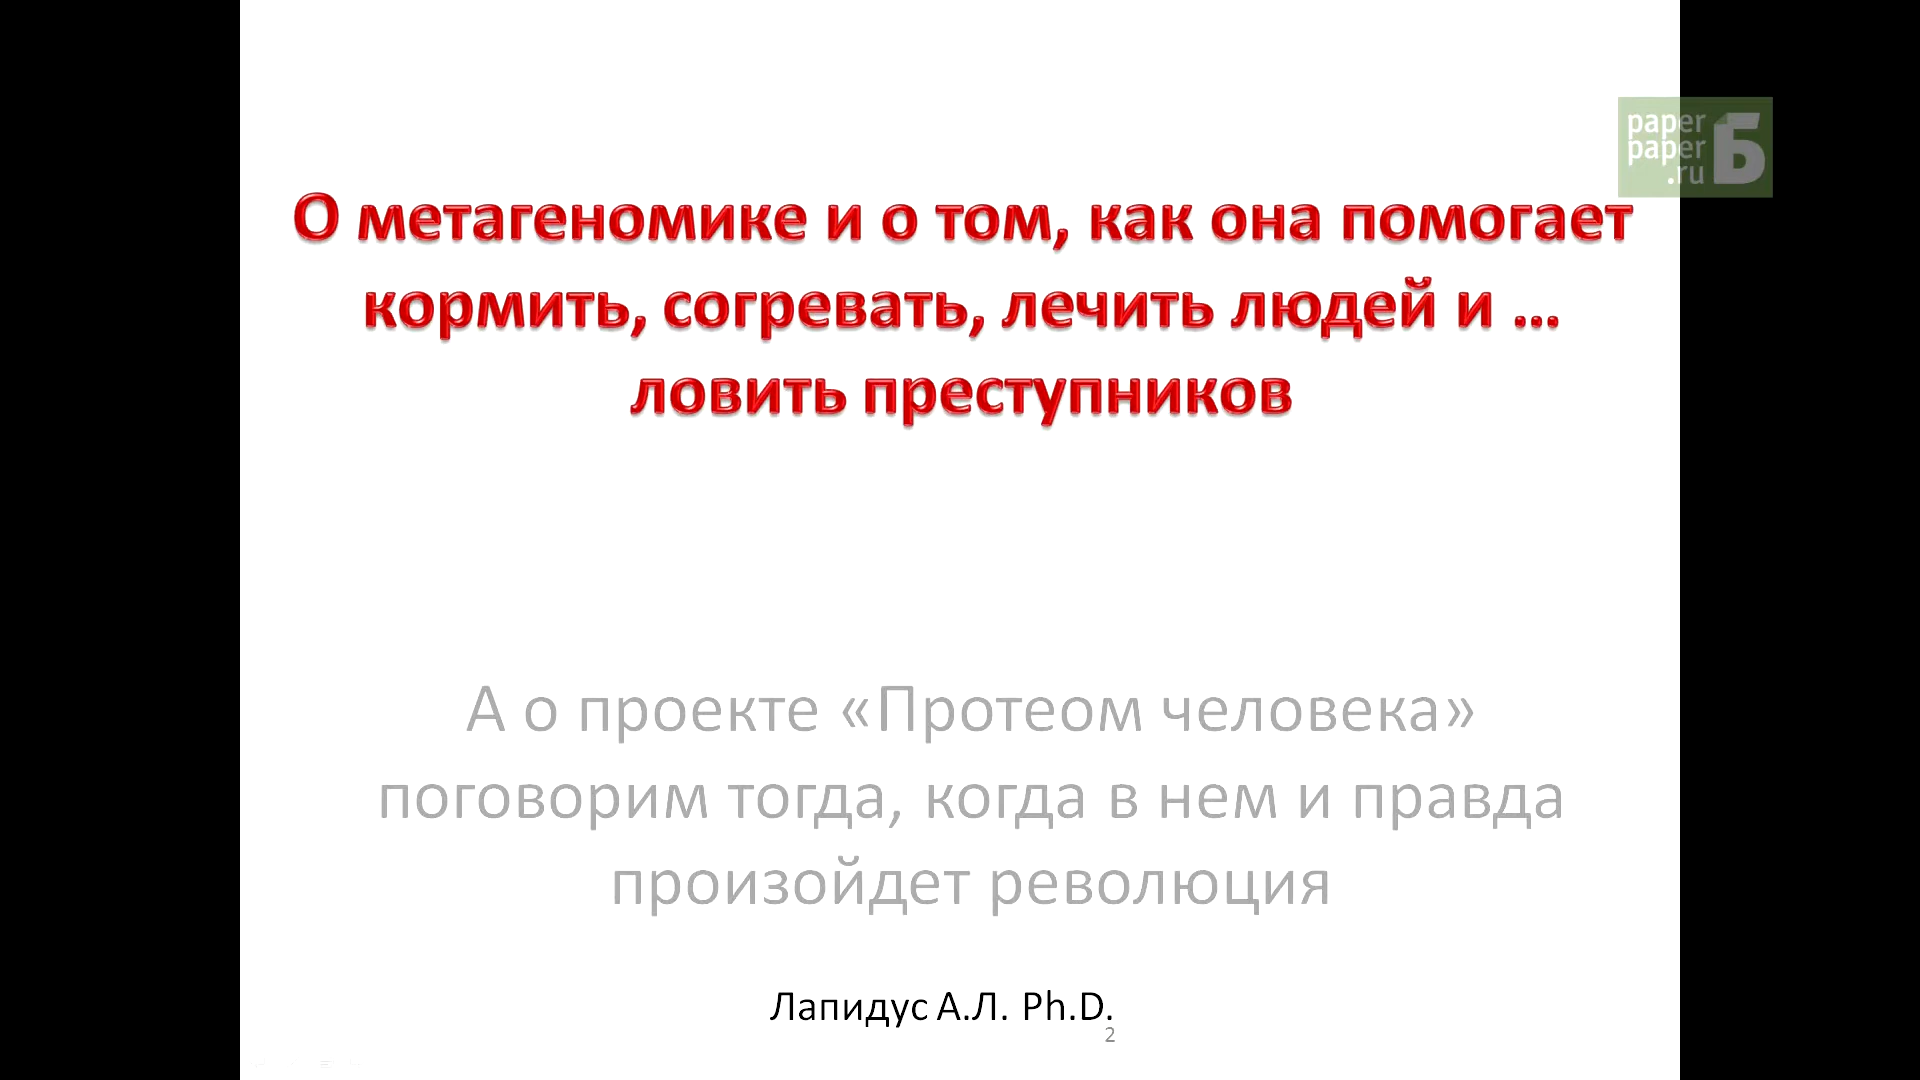 paper
paper
.ru
Б
О метагеномике и о том, как она помогает
кормить, согревать, лечить людей и ...
ловить преступников
А о проекте «Протеом человека»
поговорим тогда, когда в нем и правда
произойдет революция
Лапидус А.Л. Ph.D.
2